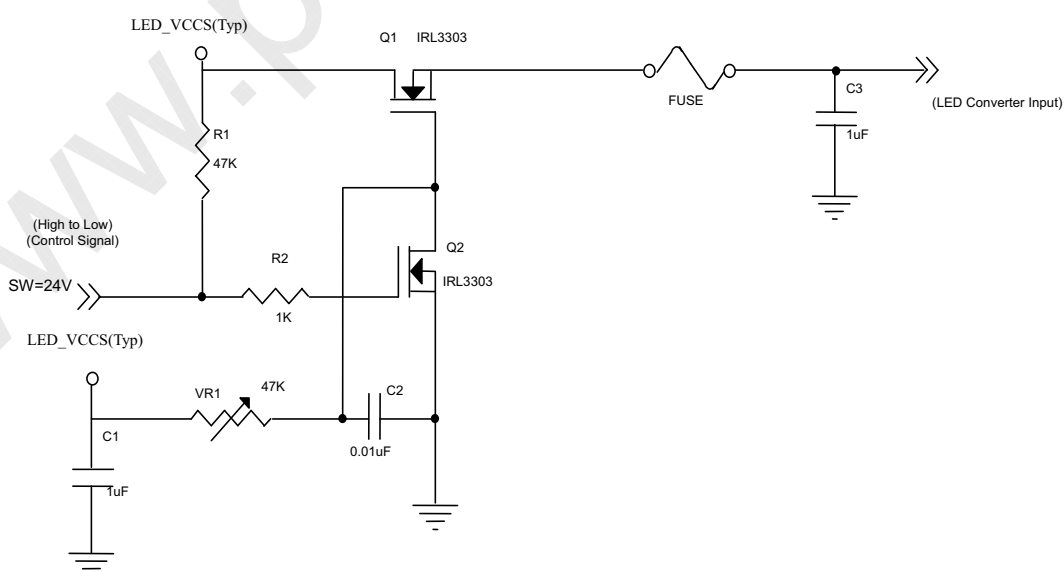 LED_VCCS(Typ)
Q1 IRL3303
FUSE
C3
(LED Converter Input)
1uF
R1
47K
(High to Low)
(Control Signal)
SW=24V
R2
1K
Q2
IRL3303
LED_VCCS(Typ)
VR1
47K
C2
0.01uF
C1
1uF
www.p